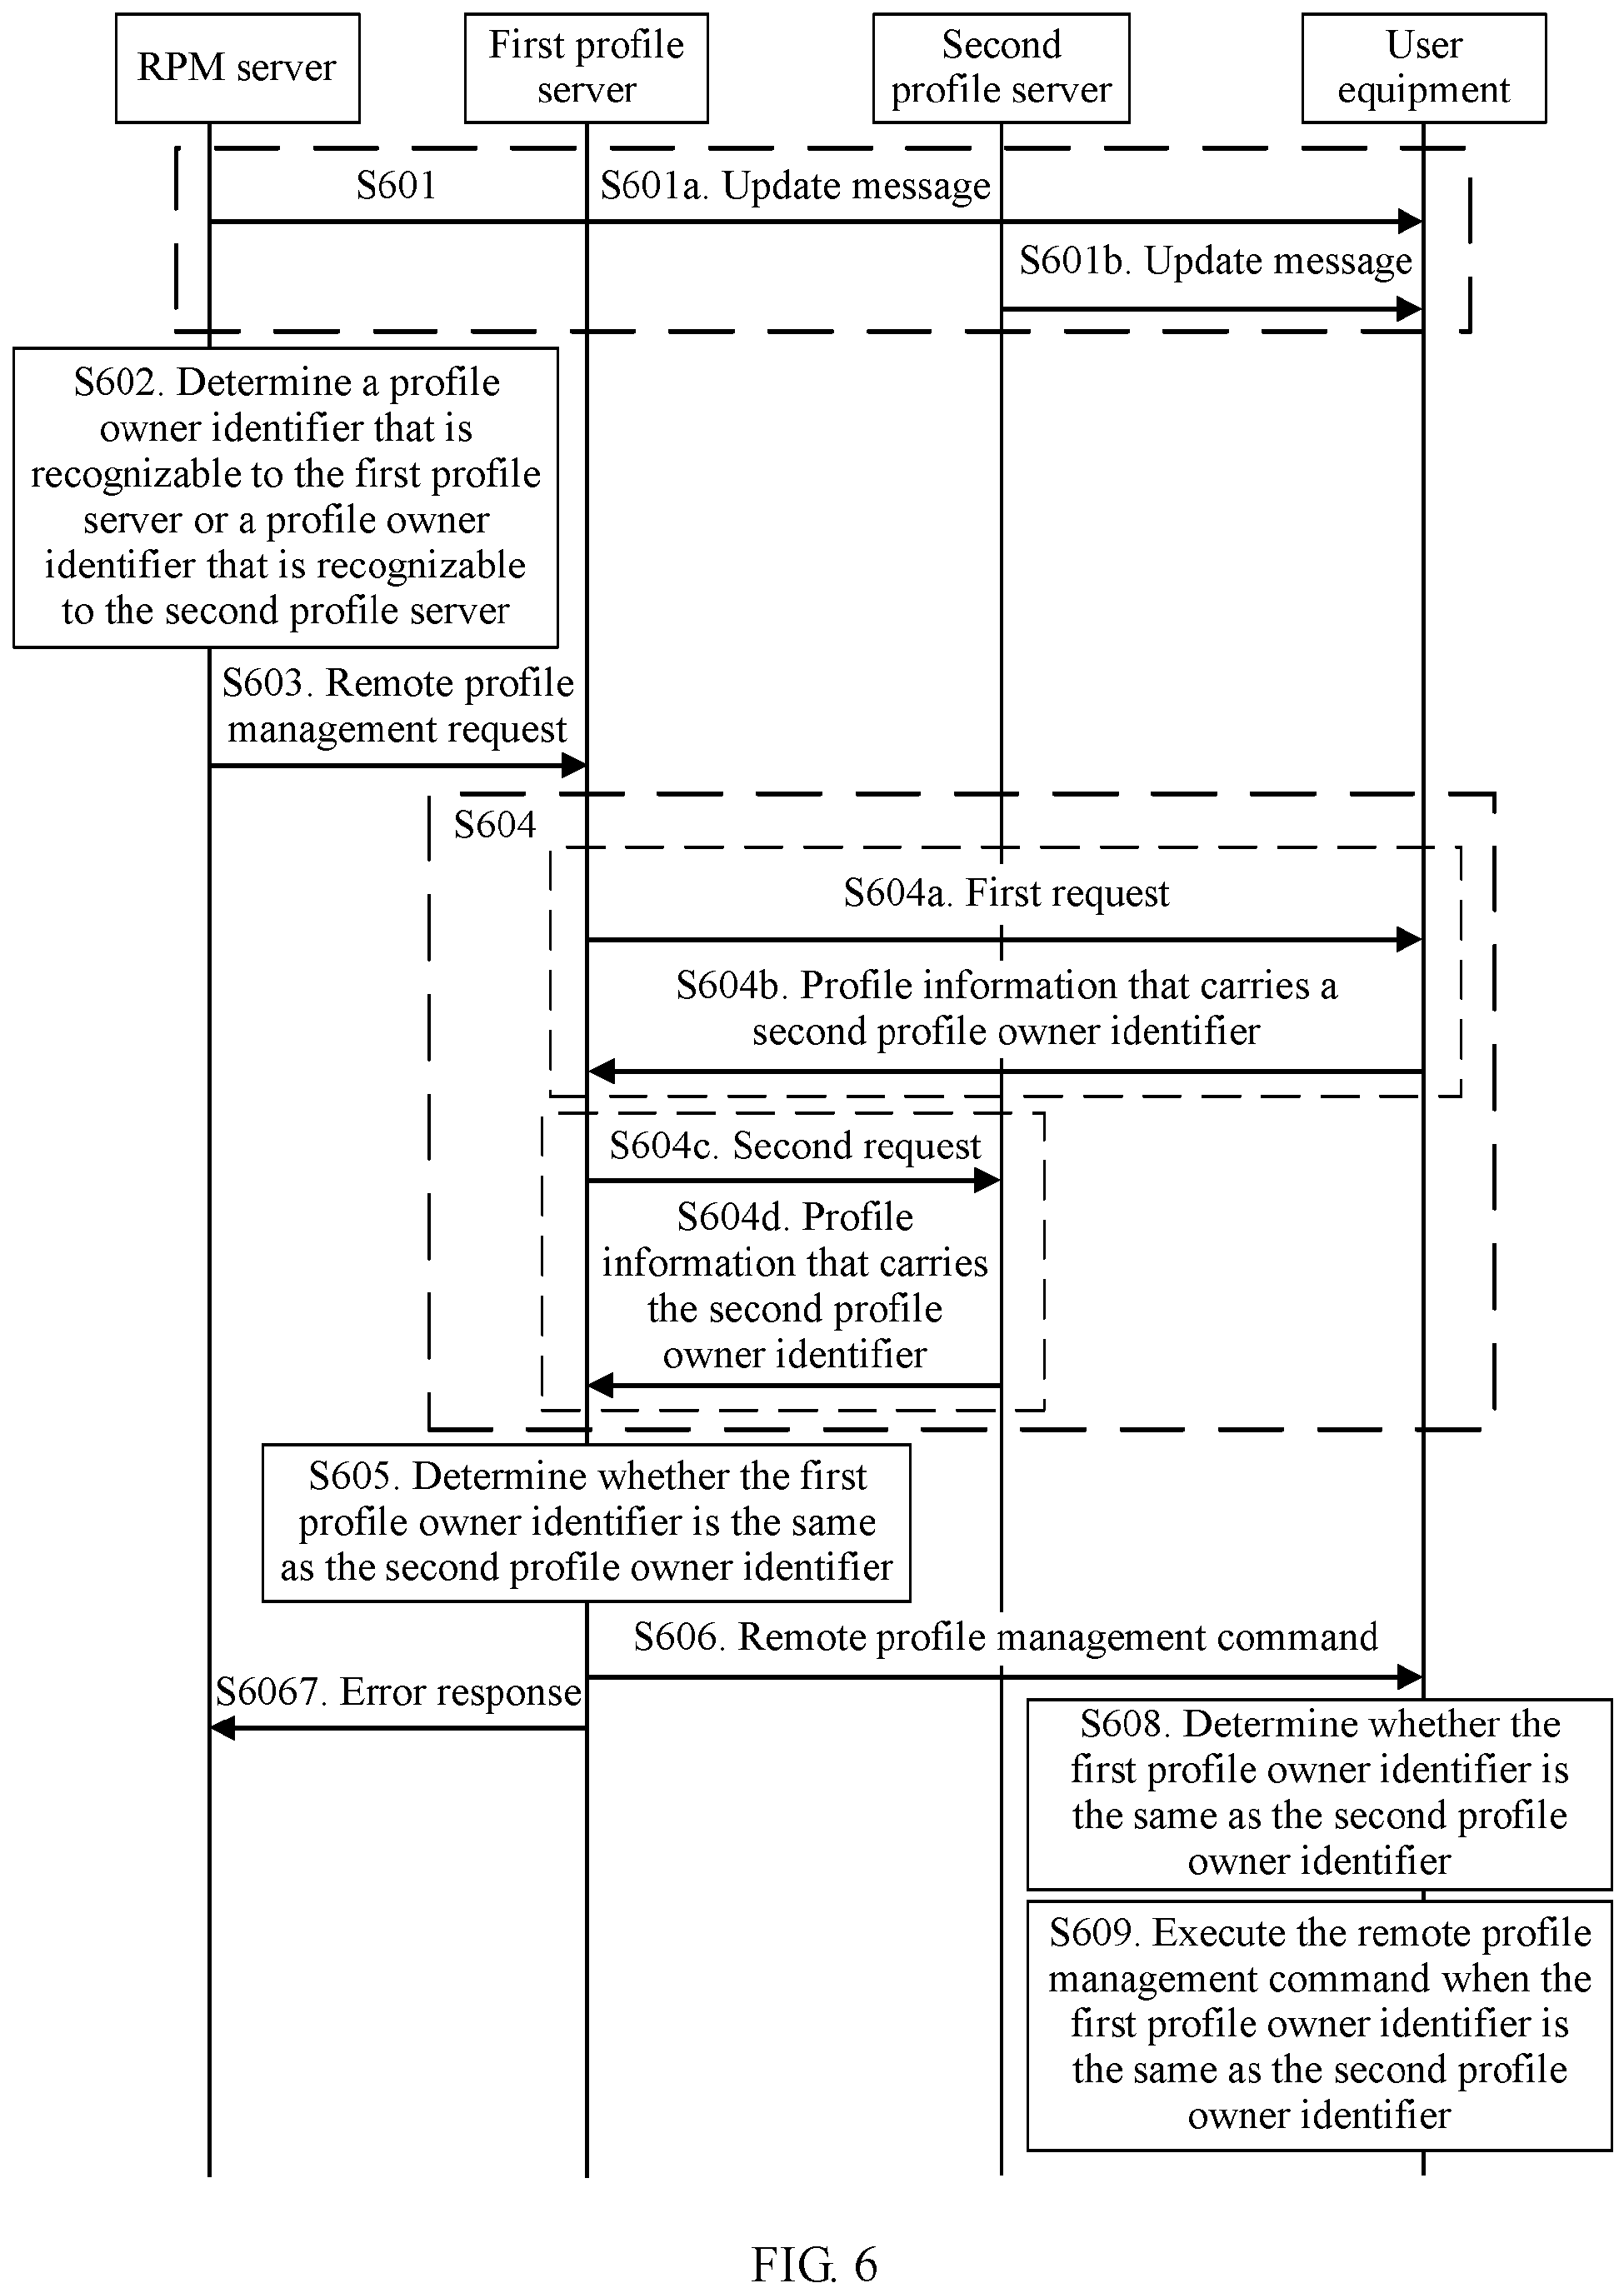 RPM server
First profile
server
Second
profile server
User
equipment
S601
S601a. Update message
S601b. Update message
S602. Determine a profile
owner identifier that is
recognizable to the first profile
server or a profile owner
identifier that is recognizable
to the second profile server
S603. Remote profile
management request
S604
S604a. First request
S604b. Profile information that carries a
second profile owner identifier
S604c. Second request
S604d. Profile
information that carries
the second profile
owner identifier
S605. Determine whether the first
profile owner identifier is the same
as the second profile owner identifier
S606. Remote profile management command
S6067. Error response
S608. Determine whether the
first profile owner identifier is
the same as the second profile
owner identifier
S609. Execute the remote profile
management command when the
first profile owner identifier is
the same as the second profile
owner identifier
FIG. 6